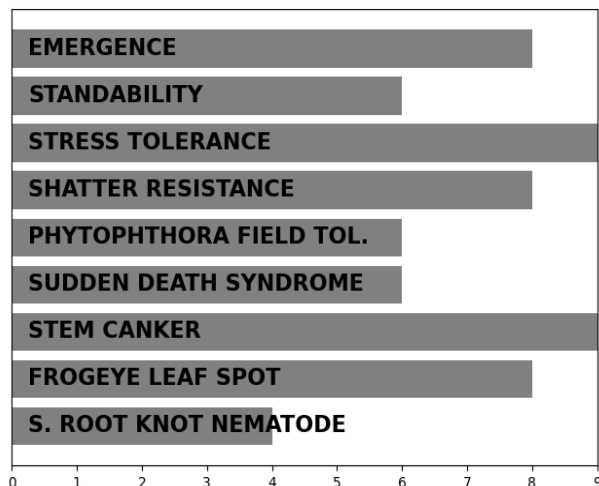 EMERGENCE
STANDABILITY
STRESS TOLERANCE
SHATTER RESISTANCE
PHYTOPHTHORA FIELD TOL.
SUDDEN DEATH SYNDROME
STEM CANKER
FROGEYE LEAF SPOT
S. ROOT KNOT NEMATODE
0 1 2 3 4 5 6 7 8 9